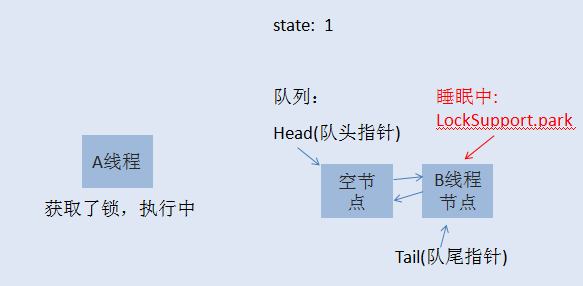 state: 1
队列：
睡眠中:
LockSupport.park
Head(队头指针)
A线程
获取了锁，执行中
空节
点
B线程
节点
Tail(队尾指针)